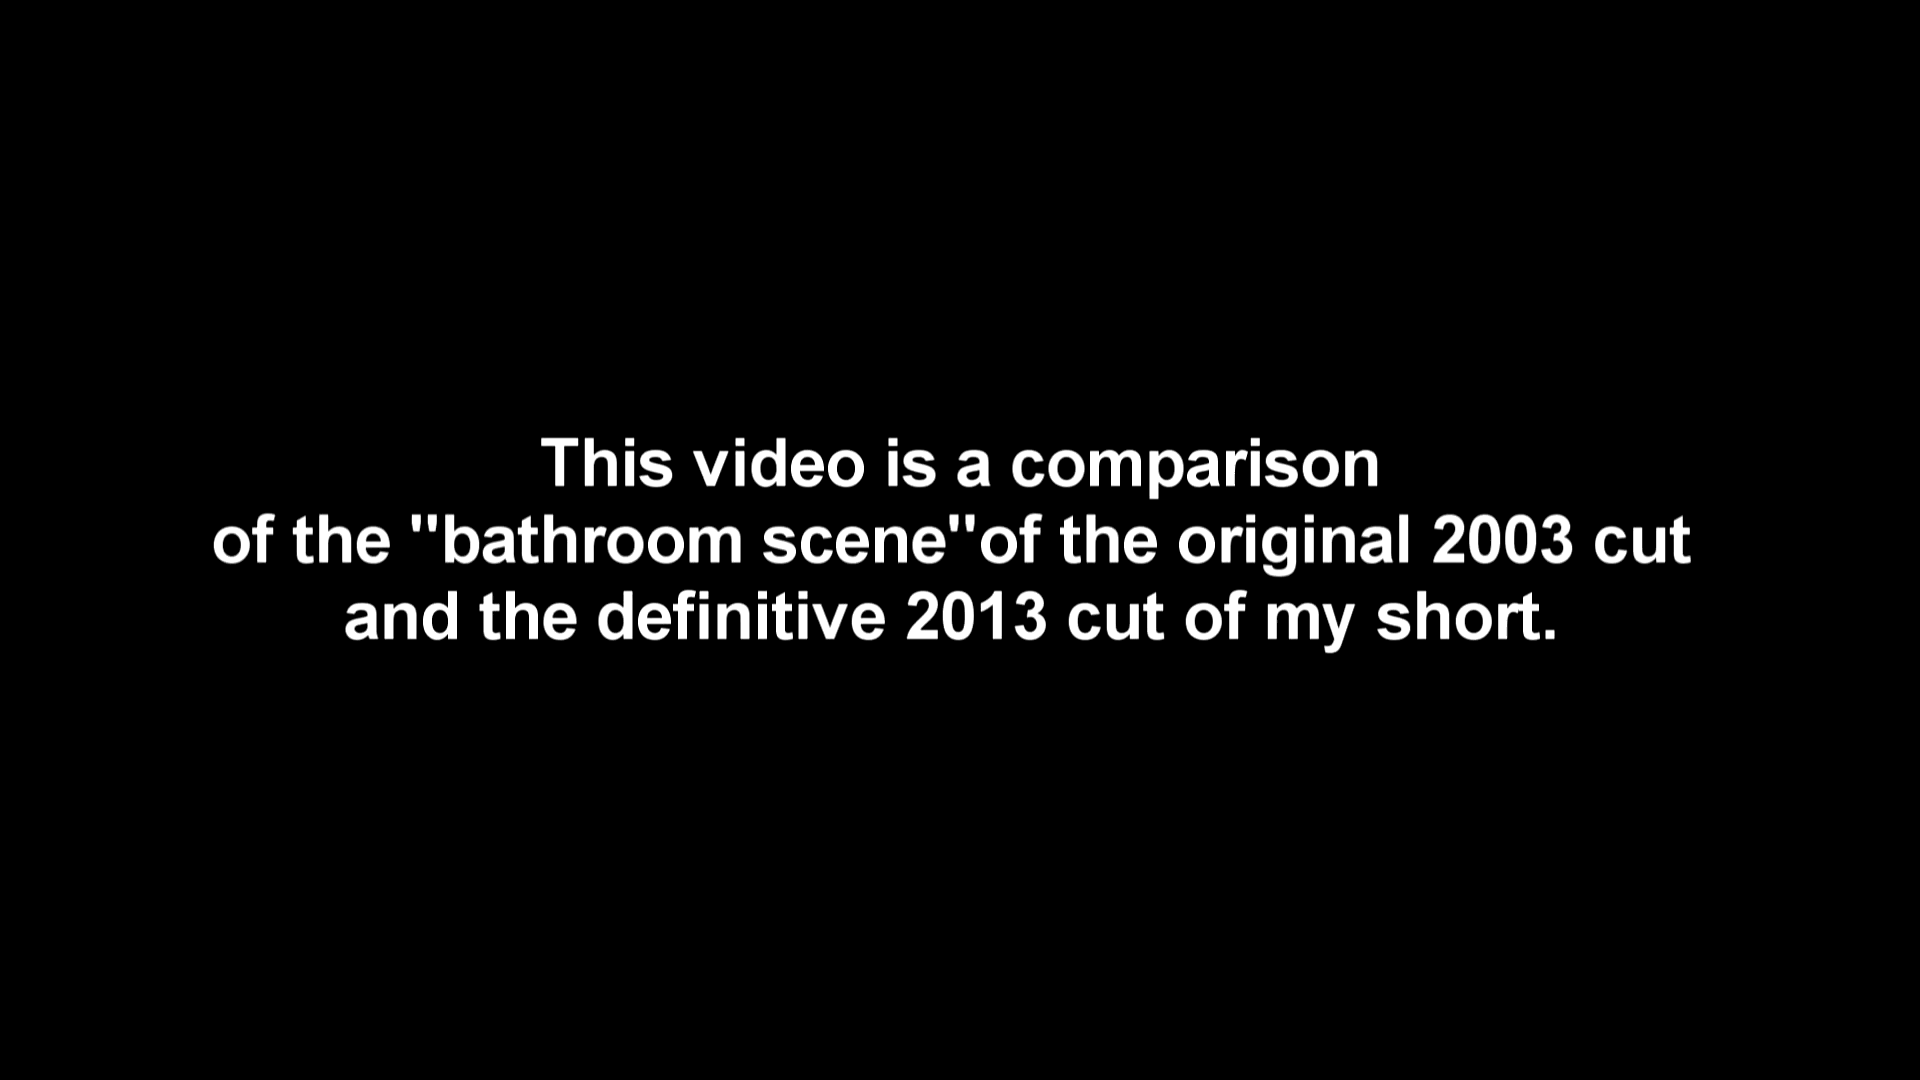 This video is a comparison
of the "bathroom scene"of the original 2003 cut
and the definitive 2013 cut of my short.